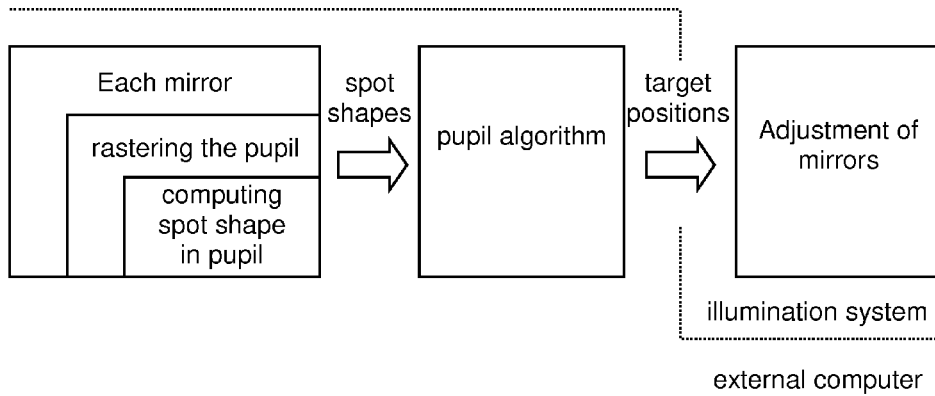 Each mirror
rastering the pupil
computing
spot shape
in pupil
spot
shapes
pupil algorithm
target
positions
Adjustment of
mirrors
illumination system
external computer